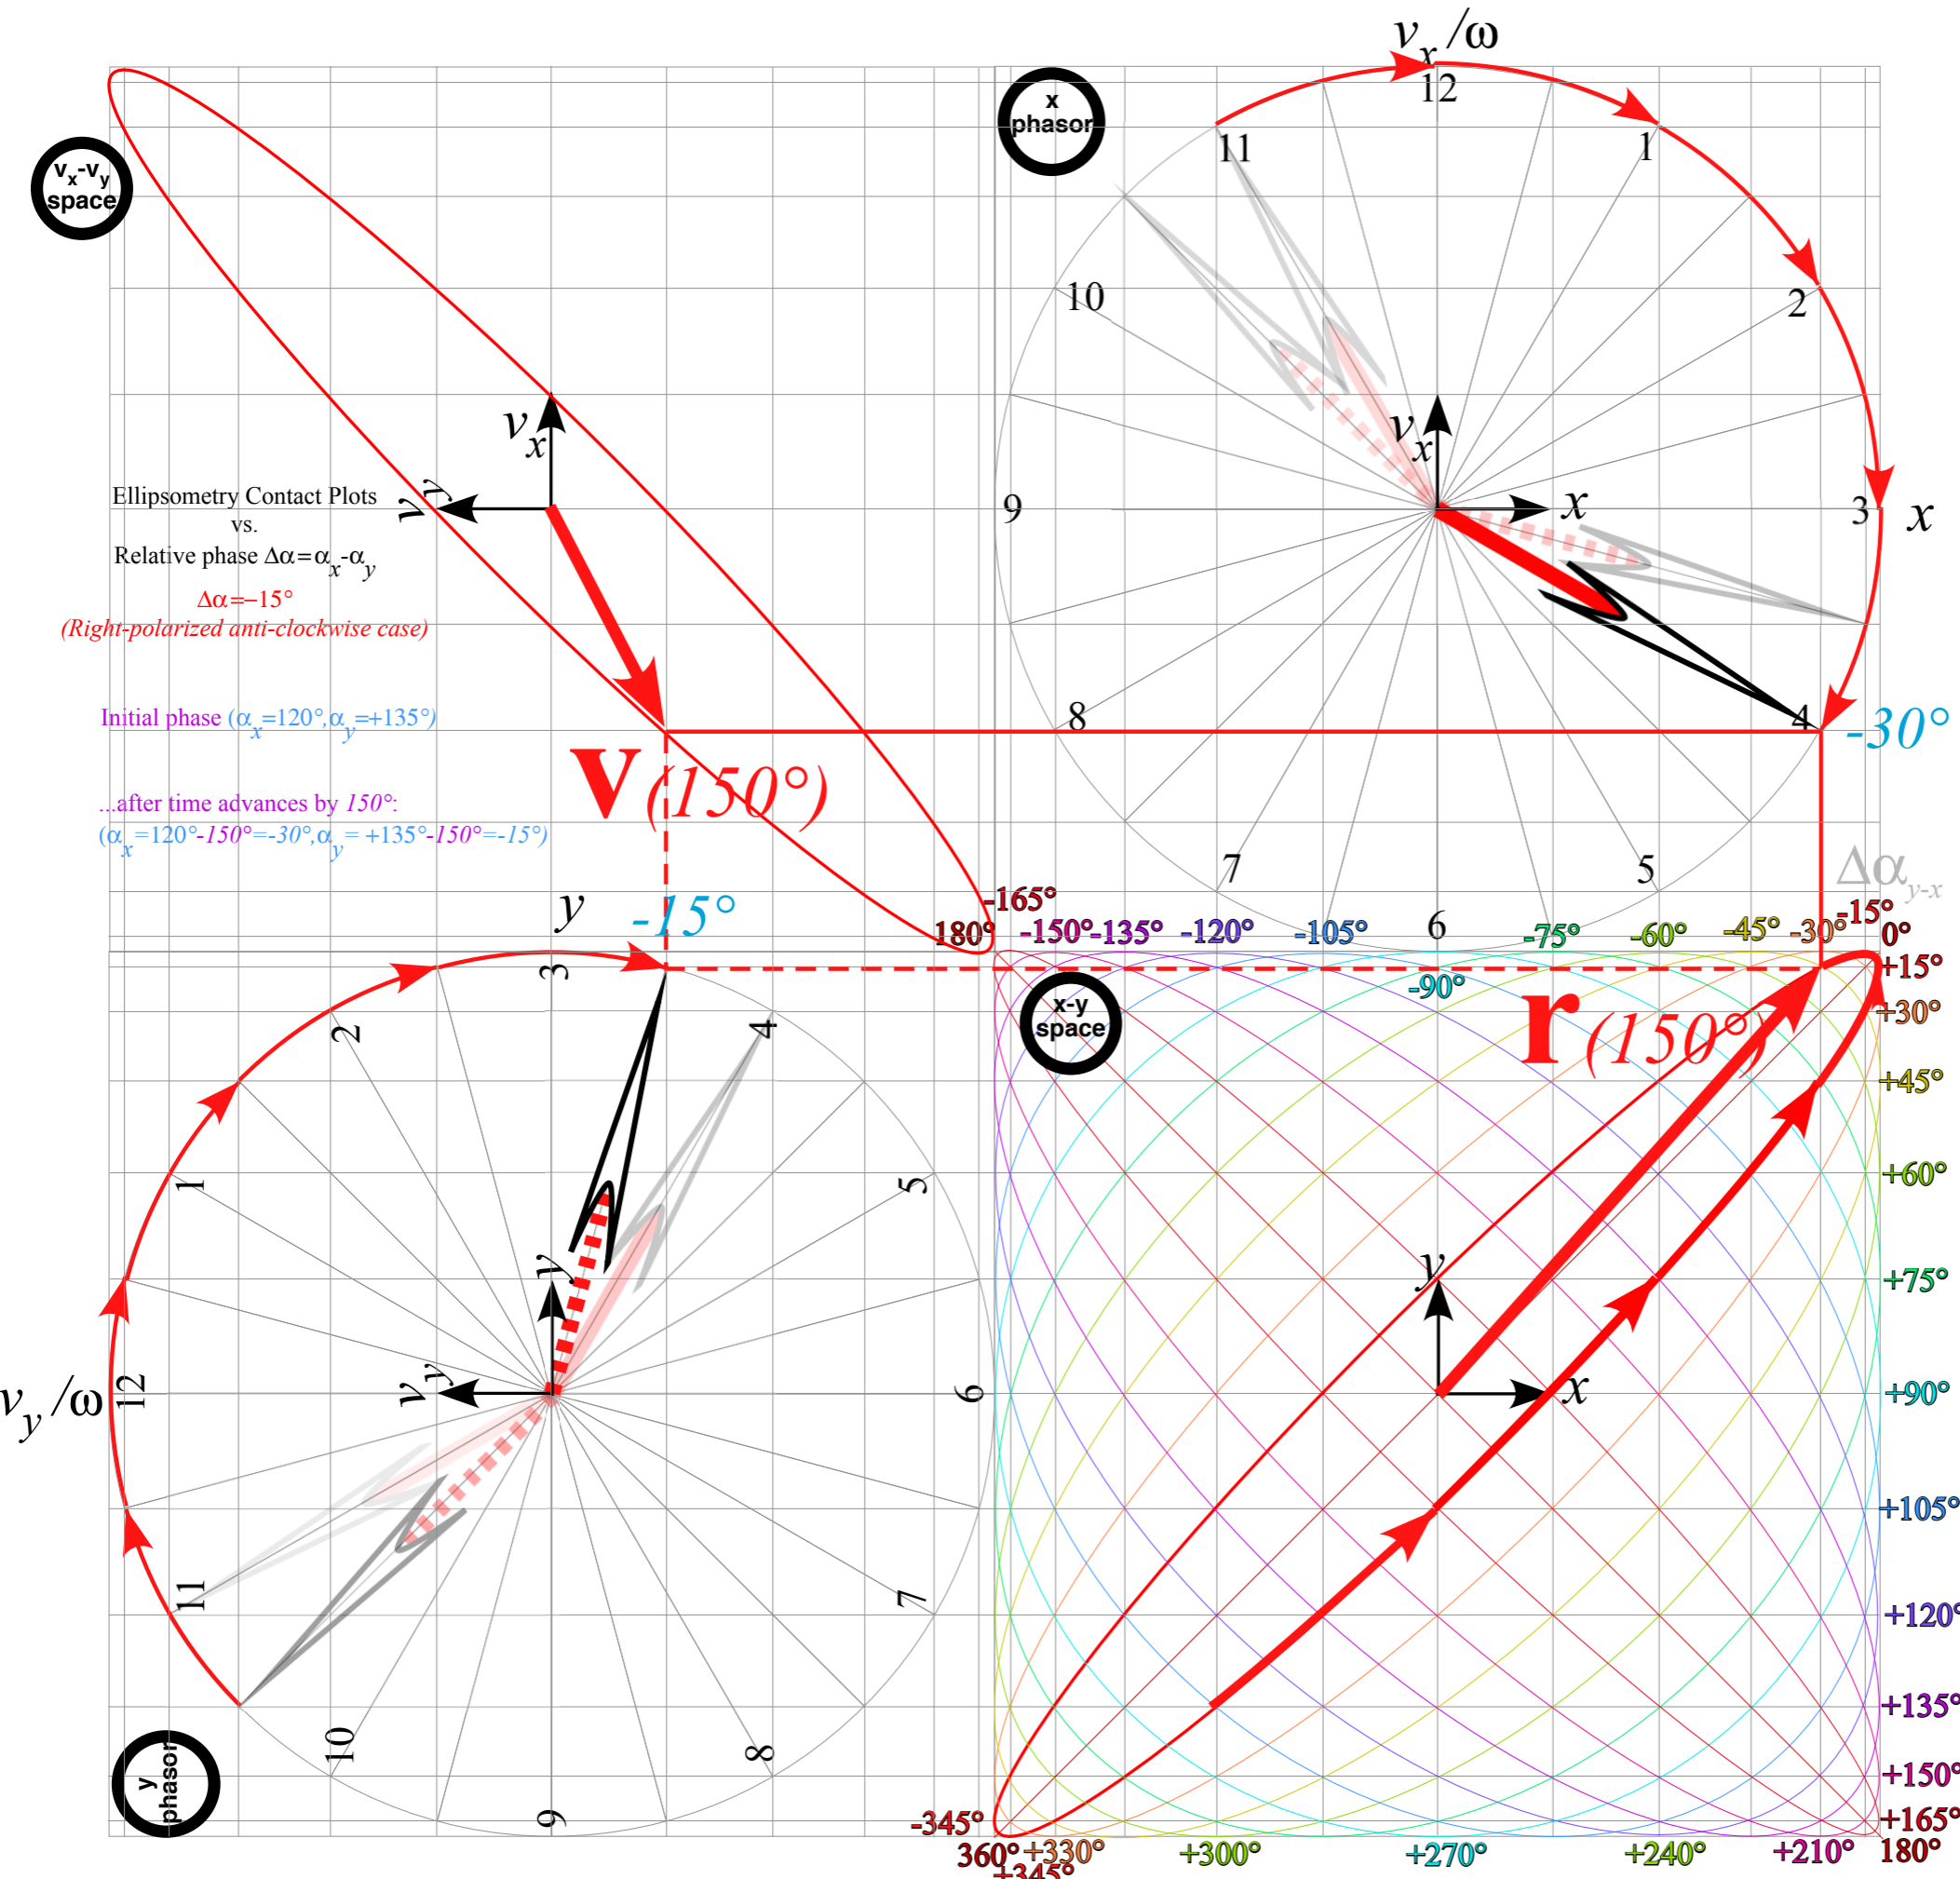 v_x /ω
12
x
phasor
11
1
v_x-v_y
space
10
2
v_x
v_x
x
v_y
9
3
x
Ellipsometry Contact Plots
vs.
Relative phase Δα=α_x-α_y
Δα=–15°
(Right-polarized anti-clockwise case)
8
4
-30°
Initial phase (α_x=120°,α_y=+135°)
v(150°)
...after time advances by 150°:
(α_x=120°-150°=-30°,α_y= +135°-150°=-15°)
7
5
Δα_y-x
y
-15°
6
-165°
180°
-150°
-135°
-120°
-105°
-90°
-75°
-60°
-45°
-30°
-15°
0°
+15°
x-y
space
r(150°)
3
2
4
1
5
+30°
+45°
+60°
+75°
y
y
v_y
x
v_y /ω
12
6
+90°
+105°
11
7
+120°
10
8
+135°
y
phasor
9
+150°
+165°
-345°
360°
+345°
+330°
+300°
+270°
+240°
+210°
180°